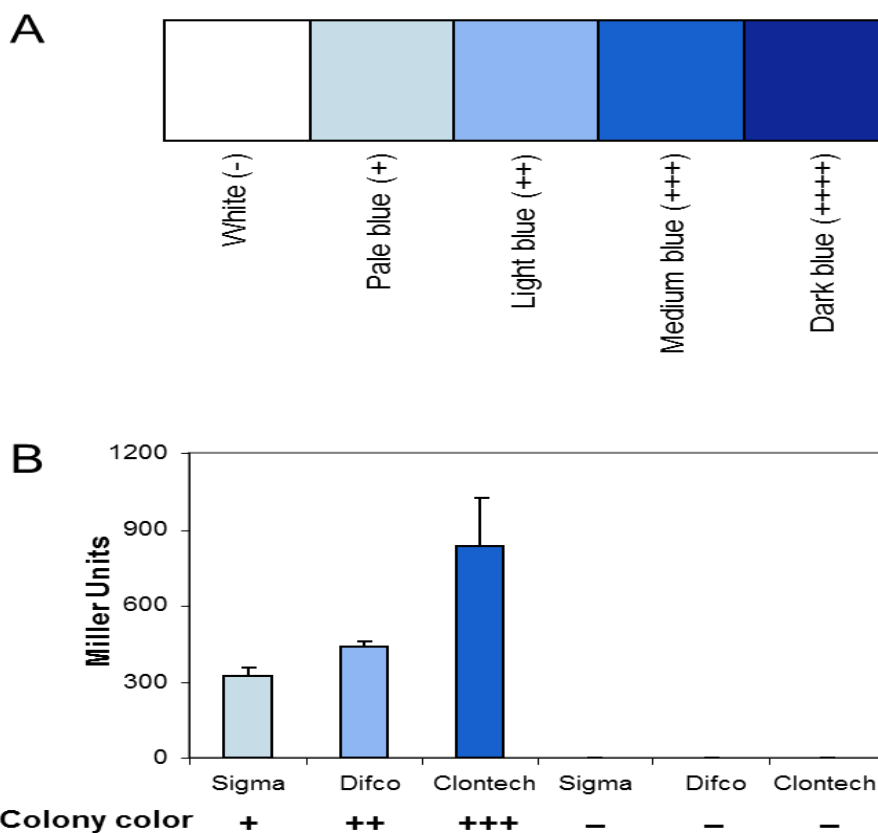 A
White (-)
Pale blue (+)
Light blue (++)
Medium blue (+++)
Dark blue (++++)
B
Miller Units
1200
900
600
300
0
Sigma Difco Clontech Sigma Difco Clontech
Colony color + ++ +++ – – –